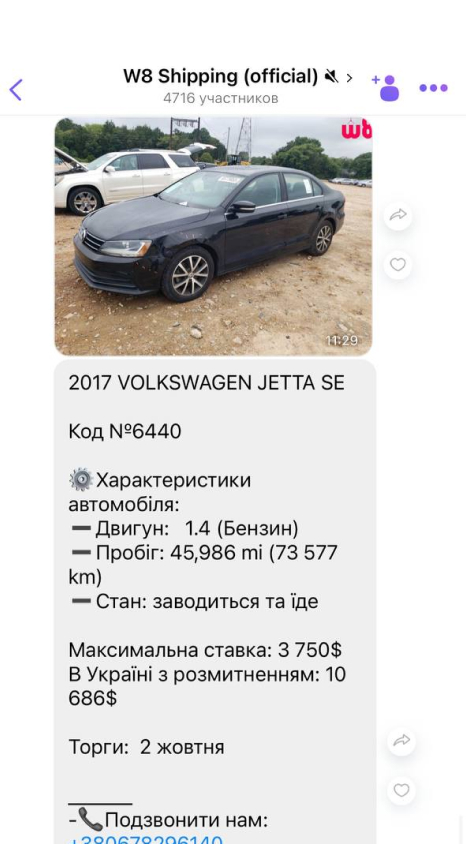 W8 Shipping (official)
4716 участников
wb
11:29
2017 VOLKSWAGEN JETTA SE
Код №6440
Характеристики
автомобіля:
➖Двигун: 1.4 (Бензин)
➖Пробіг: 45,986 mi (73 577
km)
➖Стан: заводиться та їде
Максимальна ставка: 3 750$
В Україні з розмитненням: 10
686$
Торги: 2 жовтня
_______
-📞Подзвонити нам:
+380678296140